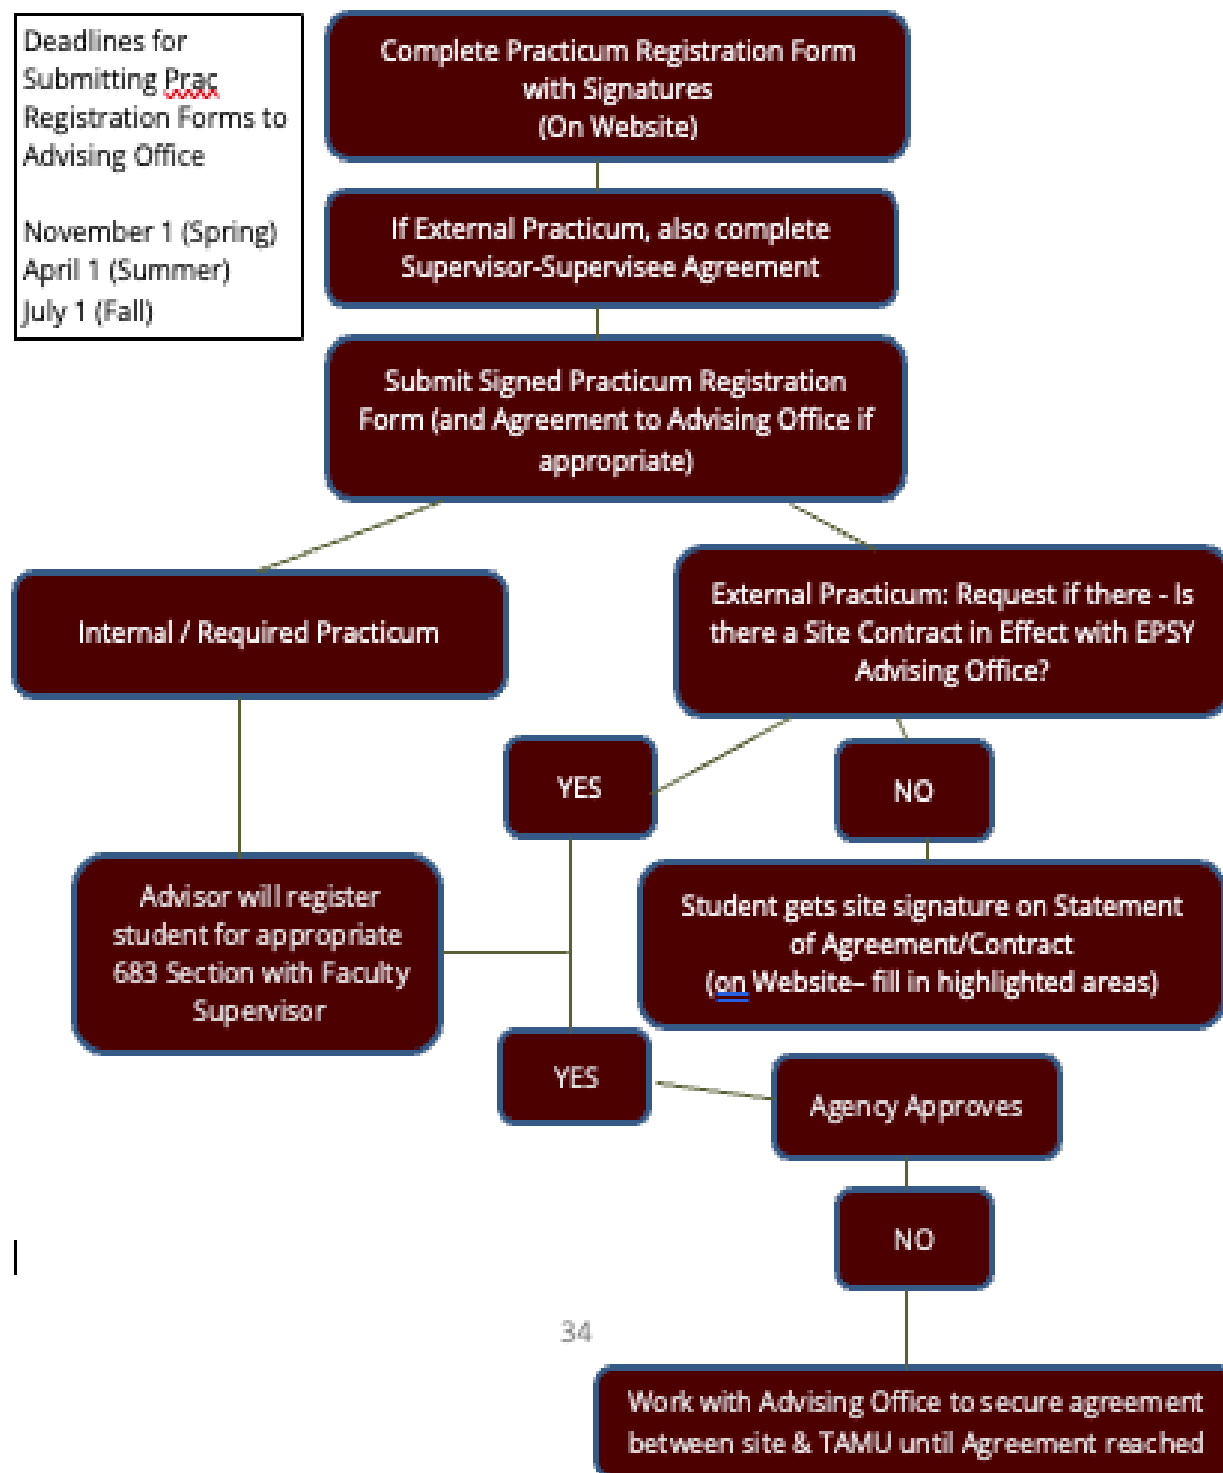 Deadlines for
Submitting Prac
Registration Forms to
Advising Office
November 1 (Spring)
April 1 (Summer)
July 1 (Fall)
Complete Practicum Registration Form
with Signatures
(On Website)
If External Practicum, also complete
Supervisor-Supervisee Agreement
Submit Signed Practicum Registration
Form (and Agreement to Advising Office if
appropriate)
Internal / Required Practicum
External Practicum: Request if there - Is
there a Site Contract in Effect with EPSY
Advising Office?
YES
NO
Advisor will register
student for appropriate
683 Section with Faculty
Supervisor
Student gets site signature on Statement
of Agreement/Contract
(on Website– fill in highlighted areas)
YES
Agency Approves
NO
34
Work with Advising Office to secure agreement
between site & TAMU until Agreement reached